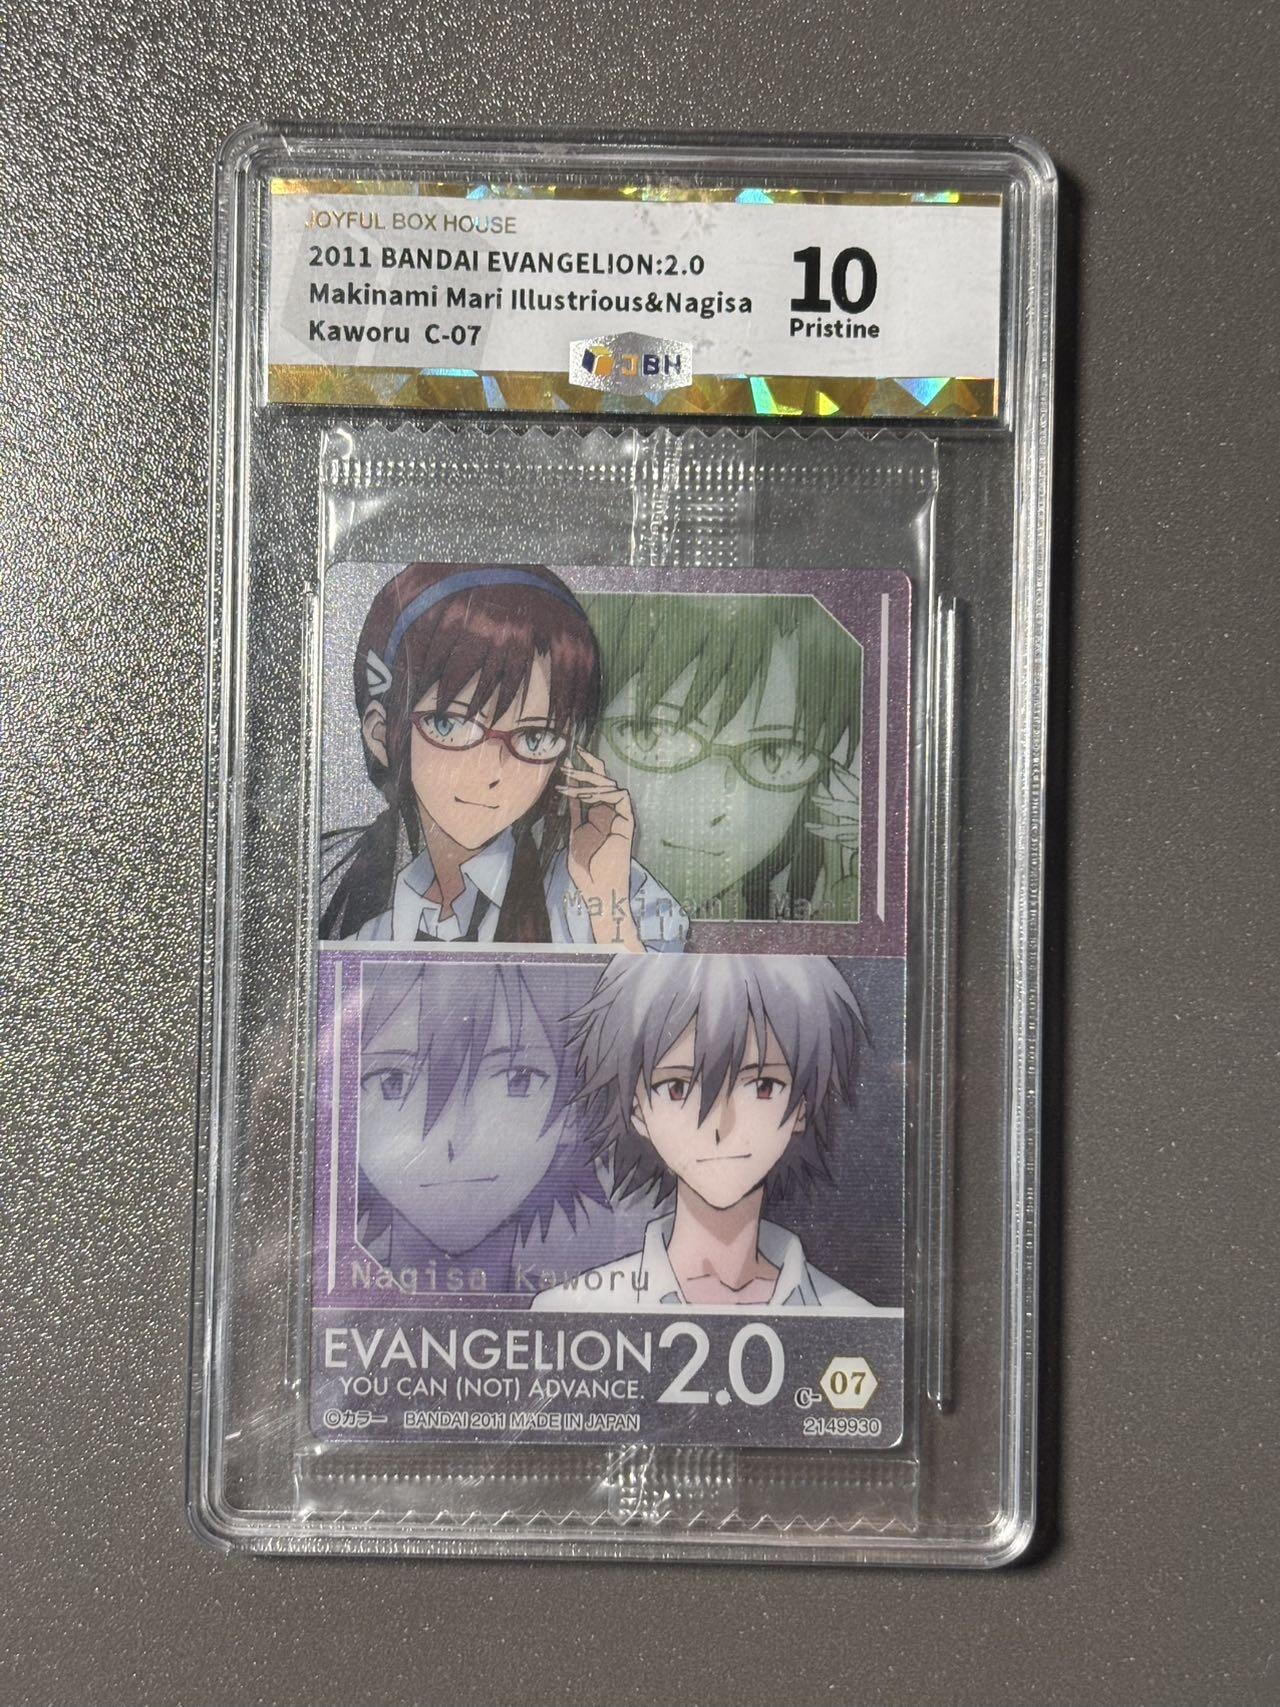 JOYFUL BOX HOUSE
2011 BANDAI EVANGELION:2.0
Makinami Mari Illustrious&Nagisa
Kaworu C-07
10
Pristine
JBH
Makinami Mari
Nagisa Kaworu
EVANGELION 2.0
YOU CAN (NOT) ADVANCE.
C-07
©カラー BANDAI 2011 MADE IN JAPAN
2149930